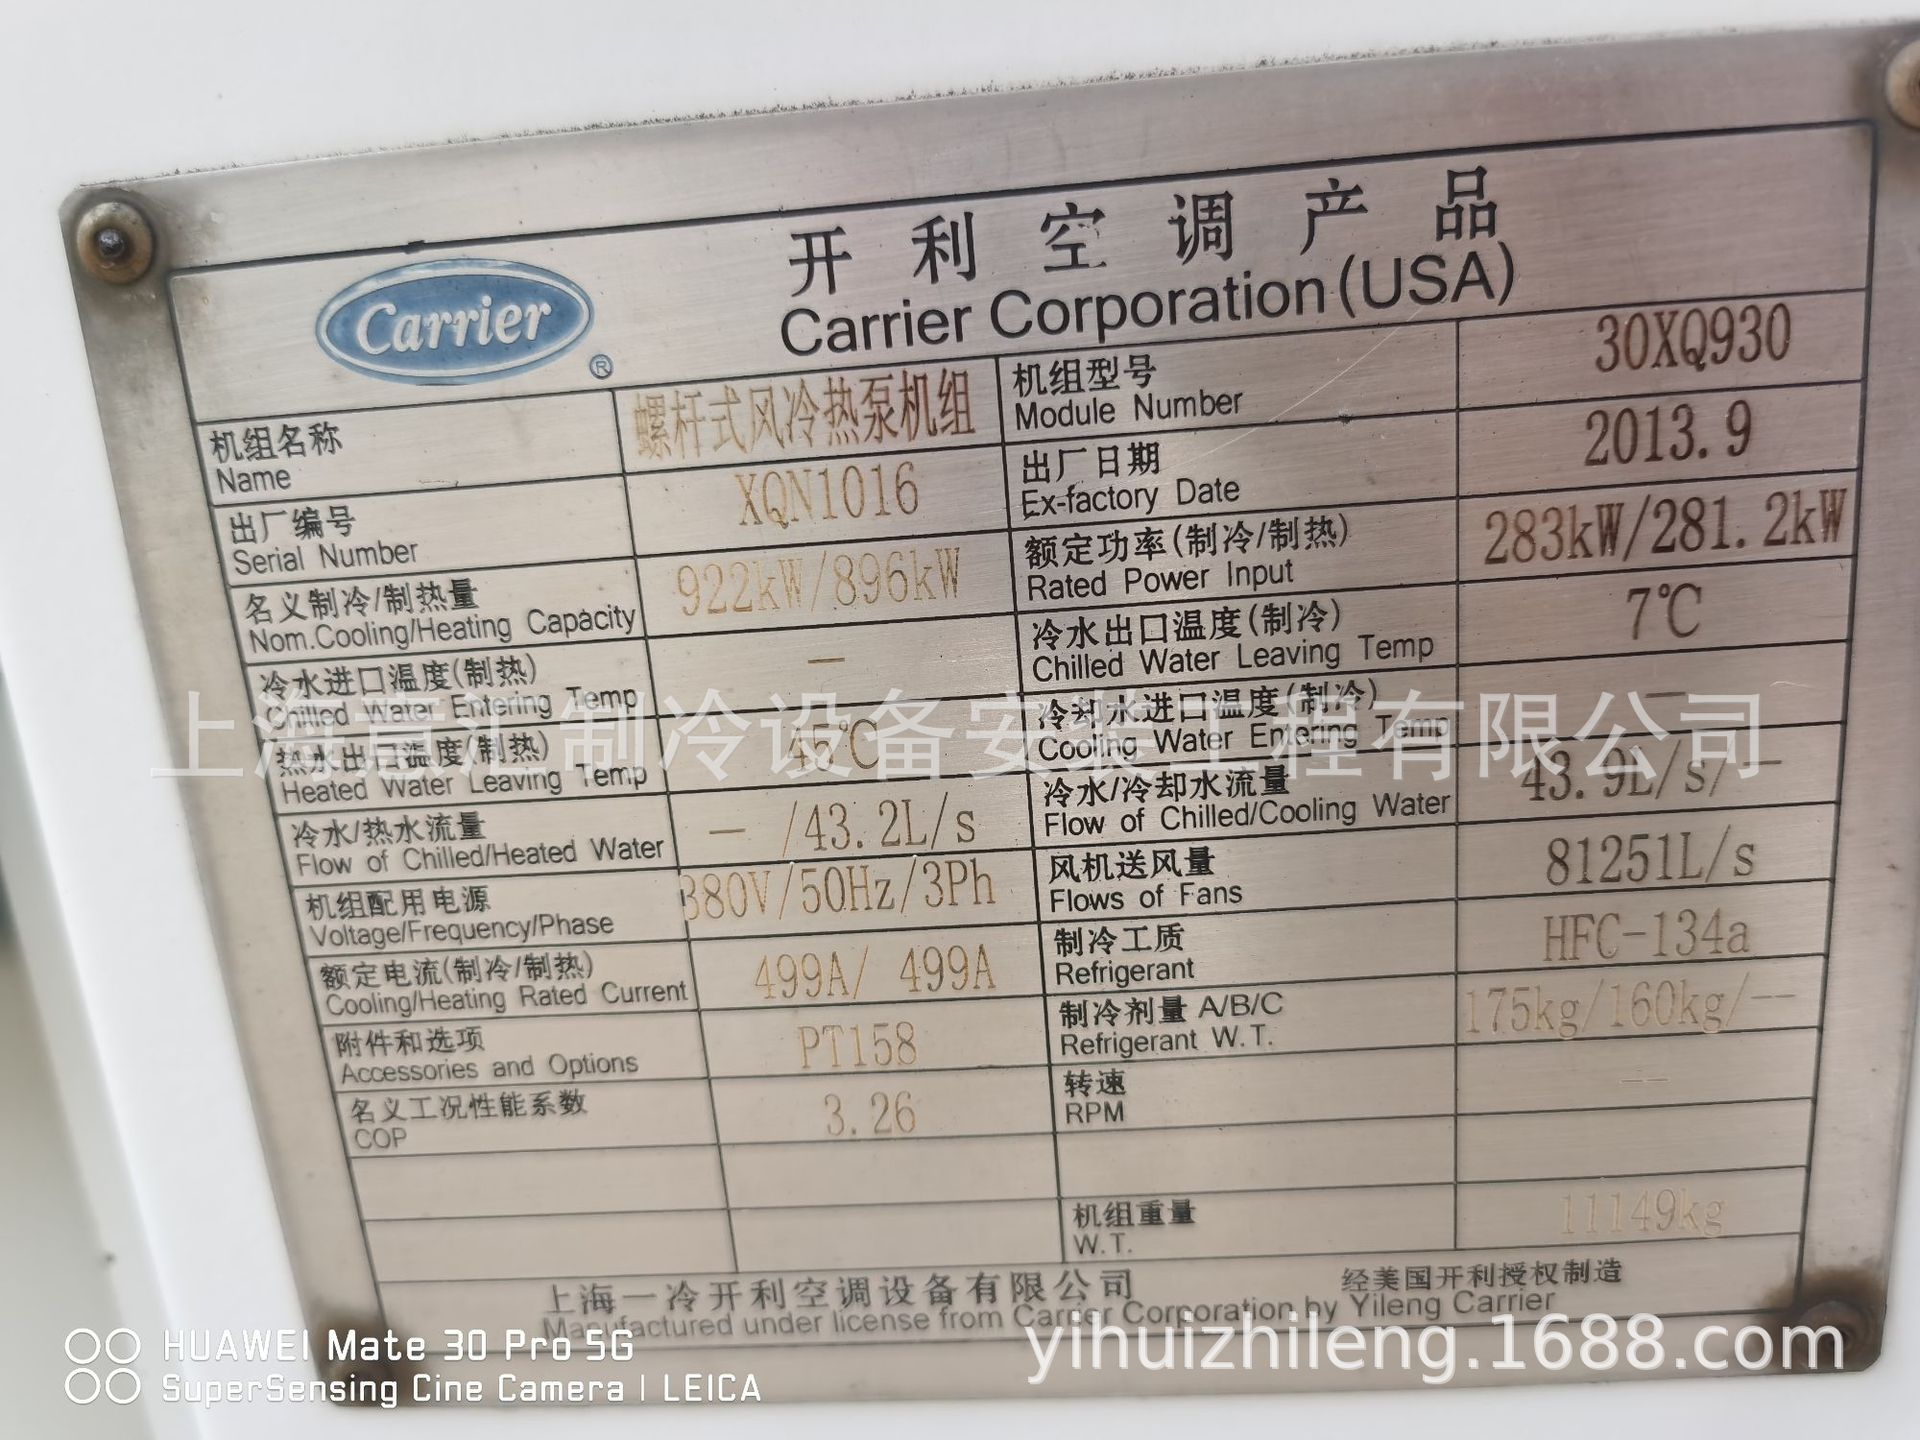 开利空调产品
Carrier
®
Carrier Corporation(USA)
机组名称
Name
螺杆式风冷热泵机组
机组型号
Module Number
30XQ930
出厂编号
Serial Number
XQN1016
出厂日期
Ex-factory Date
2013.9
名义制冷/制热量
Nom.Cooling/Heating Capacity
922kW/896kW
额定功率(制冷/制热)
Rated Power Input
283kW/281.2kW
冷水进口温度(制热)
Chilled Water Entering Temp
—
冷水出口温度(制冷)
Chilled Water Leaving Temp
7℃
热水出口温度(制热)
Heated Water Leaving Temp
45℃
冷却水进口温度(制冷)
Cooling Water Entering Temp
—
冷水/热水流量
Flow of Chilled/Heated Water
— /43.2L/s
冷水/冷却水流量
Flow of Chilled/Cooling Water
43.9L/s/—
机组配用电源
Voltage/Frequency/Phase
380V/50Hz/3Ph
风机送风量
Flows of Fans
81251L/s
额定电流(制冷/制热)
Cooling/Heating Rated Current
499A/ 499A
制冷工质
Refrigerant
HFC-134a
附件和选项
Accessories and Options
PT158
制冷剂量 A/B/C
Refrigerant W.T.
175kg/160kg/—
名义工况性能系数
COP
3.26
转速
RPM
—
机组重量
W.T.
11149kg
上海一冷开利空调设备有限公司
经美国开利授权制造
Manufactured under license from Carrier Corporation by Yileng Carrier
上海意汇制冷设备安装工程有限公司
yihuizhileng.1688.com
HUAWEI Mate 30 Pro 5G
SuperSensing Cine Camera | LEICA